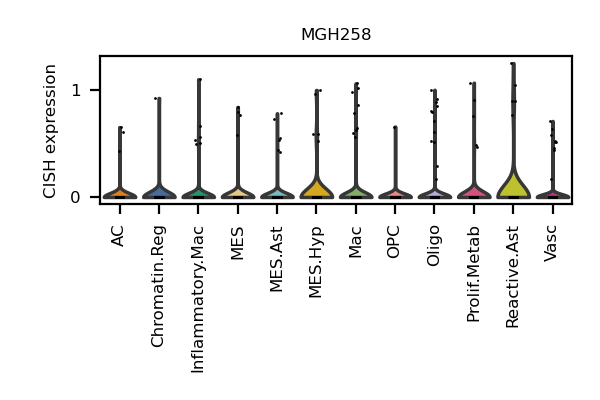 MGH258
CISH expression
1
0
AC
Chromatin.Reg
Inflammatory.Mac
MES
MES.Ast
MES.Hyp
Mac
OPC
Oligo
Prolif.Metab
Reactive.Ast
Vasc